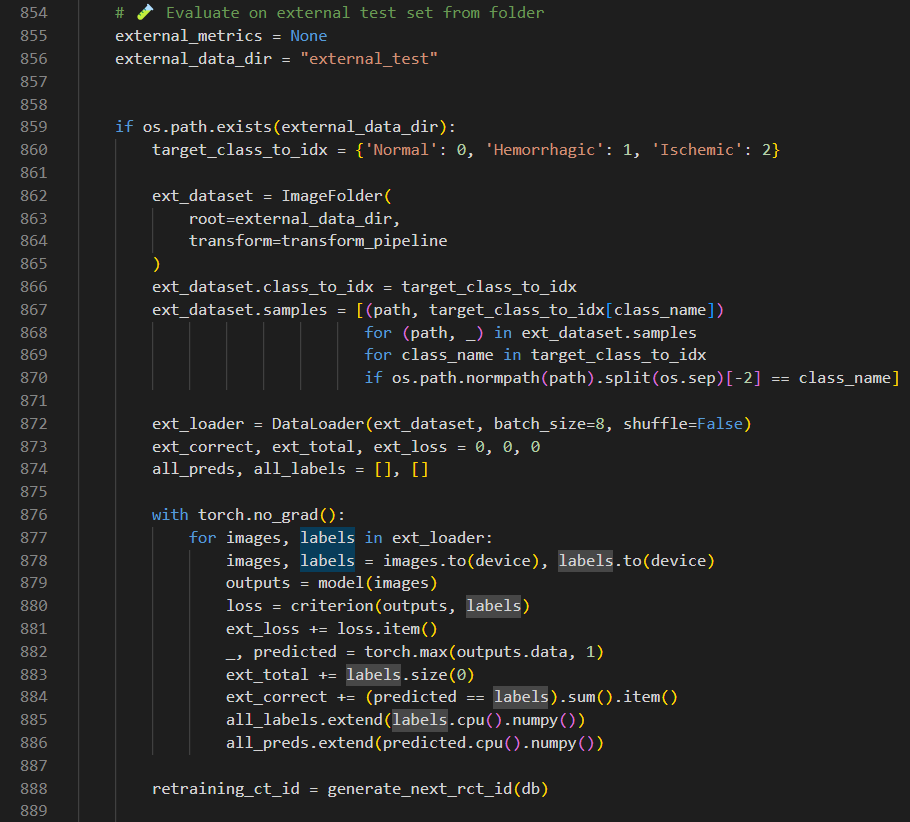 854 # 🧪 Evaluate on external test set from folder
855 external_metrics = None
856 external_data_dir = "external_test"
857
858
859 if os.path.exists(external_data_dir):
860 target_class_to_idx = {'Normal': 0, 'Hemorrhagic': 1, 'Ischemic': 2}
861
862 ext_dataset = ImageFolder(
863 root=external_data_dir,
864 transform=transform_pipeline
865 )
866 ext_dataset.class_to_idx = target_class_to_idx
867 ext_dataset.samples = [(path, target_class_to_idx[class_name])
868 for (path, _) in ext_dataset.samples
869 for class_name in target_class_to_idx
870 if os.path.normpath(path).split(os.sep)[-2] == class_name]
871
872 ext_loader = DataLoader(ext_dataset, batch_size=8, shuffle=False)
873 ext_correct, ext_total, ext_loss = 0, 0, 0
874 all_preds, all_labels = [], []
875
876 with torch.no_grad():
877 for images, labels in ext_loader:
878 images, labels = images.to(device), labels.to(device)
879 outputs = model(images)
880 loss = criterion(outputs, labels)
881 ext_loss += loss.item()
882 _, predicted = torch.max(outputs.data, 1)
883 ext_total += labels.size(0)
884 ext_correct += (predicted == labels).sum().item()
885 all_labels.extend(labels.cpu().numpy())
886 all_preds.extend(predicted.cpu().numpy())
887
888 retraining_ct_id = generate_next_rct_id(db)
889